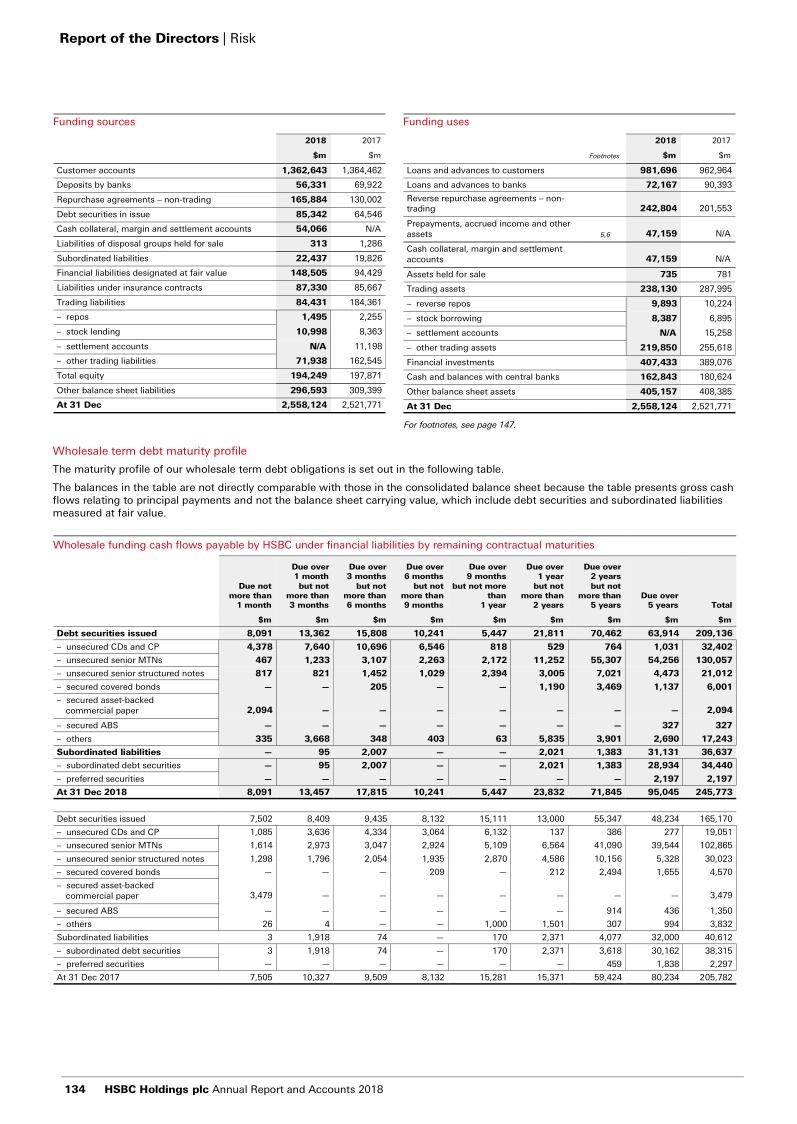 Report of the Directors | Risk
Funding sources
2018 2017
$m $m
Customer accounts 1,362,643 1,364,462
Deposits by banks 56,331 69,922
Repurchase agreements – non-trading 165,884 130,002
Debt securities in issue 85,342 64,546
Cash collateral, margin and settlement accounts 54,066 N/A
Liabilities of disposal groups held for sale 313 1,286
Subordinated liabilities 22,437 19,826
Financial liabilities designated at fair value 148,505 94,429
Liabilities under insurance contracts 87,330 85,667
Trading liabilities 84,431 184,361
– repos 1,495 2,255
– stock lending 10,998 8,363
– settlement accounts N/A 11,198
– other trading liabilities 71,938 162,545
Total equity 194,249 197,871
Other balance sheet liabilities 296,593 309,399
At 31 Dec 2,558,124 2,521,771
Funding uses
2018 2017
Footnotes $m $m
Loans and advances to customers 981,696 962,964
Loans and advances to banks 72,167 90,393
Reverse repurchase agreements – non-
trading 242,804 201,553
Prepayments, accrued income and other
assets 5,6 47,159 N/A
Cash collateral, margin and settlement
accounts 47,159 N/A
Assets held for sale 735 781
Trading assets 238,130 287,995
– reverse repos 9,893 10,224
– stock borrowing 8,387 6,895
– settlement accounts N/A 15,258
– other trading assets 219,850 255,618
Financial investments 407,433 389,076
Cash and balances with central banks 162,843 180,624
Other balance sheet assets 405,157 408,385
At 31 Dec 2,558,124 2,521,771
For footnotes, see page 147.
Wholesale term debt maturity profile
The maturity profile of our wholesale term debt obligations is set out in the following table.
The balances in the table are not directly comparable with those in the consolidated balance sheet because the table presents gross cash
flows relating to principal payments and not the balance sheet carrying value, which include debt securities and subordinated liabilities
measured at fair value.
Wholesale funding cash flows payable by HSBC under financial liabilities by remaining contractual maturities
Due over Due over Due over Due over Due over Due over
1 month 3 months 6 months 9 months 1 year 2 years
Due not but not but not but not but not more but not but not
more than more than more than more than than more than more than Due over
1 month 3 months 6 months 9 months 1 year 2 years 5 years 5 years Total
$m $m $m $m $m $m $m $m $m
Debt securities issued 8,091 13,362 15,808 10,241 5,447 21,811 70,462 63,914 209,136
– unsecured CDs and CP 4,378 7,640 10,696 6,546 818 529 764 1,031 32,402
– unsecured senior MTNs 467 1,233 3,107 2,263 2,172 11,252 55,307 54,256 130,057
– unsecured senior structured notes 817 821 1,452 1,029 2,394 3,005 7,021 4,473 21,012
– secured covered bonds — — 205 — — 1,190 3,469 1,137 6,001
– secured asset-backed
commercial paper 2,094 — — — — — — — 2,094
– secured ABS — — — — — — — 327 327
– others 335 3,668 348 403 63 5,835 3,901 2,690 17,243
Subordinated liabilities — 95 2,007 — — 2,021 1,383 31,131 36,637
– subordinated debt securities — 95 2,007 — — 2,021 1,383 28,934 34,440
– preferred securities — — — — — — — 2,197 2,197
At 31 Dec 2018 8,091 13,457 17,815 10,241 5,447 23,832 71,845 95,045 245,773
Debt securities issued 7,502 8,409 9,435 8,132 15,111 13,000 55,347 48,234 165,170
– unsecured CDs and CP 1,085 3,636 4,334 3,064 6,132 137 386 277 19,051
– unsecured senior MTNs 1,614 2,973 3,047 2,924 5,109 6,564 41,090 39,544 102,865
– unsecured senior structured notes 1,298 1,796 2,054 1,935 2,870 4,586 10,156 5,328 30,023
– secured covered bonds — — — 209 — 212 2,494 1,655 4,570
– secured asset-backed
commercial paper 3,479 — — — — — — — 3,479
– secured ABS — — — — — — 914 436 1,350
– others 26 4 — — 1,000 1,501 307 994 3,832
Subordinated liabilities 3 1,918 74 — 170 2,371 4,077 32,000 40,612
– subordinated debt securities 3 1,918 74 — 170 2,371 3,618 30,162 38,315
– preferred securities — — — — — — 459 1,838 2,297
At 31 Dec 2017 7,505 10,327 9,509 8,132 15,281 15,371 59,424 80,234 205,782
134 HSBC Holdings plc Annual Report and Accounts 2018